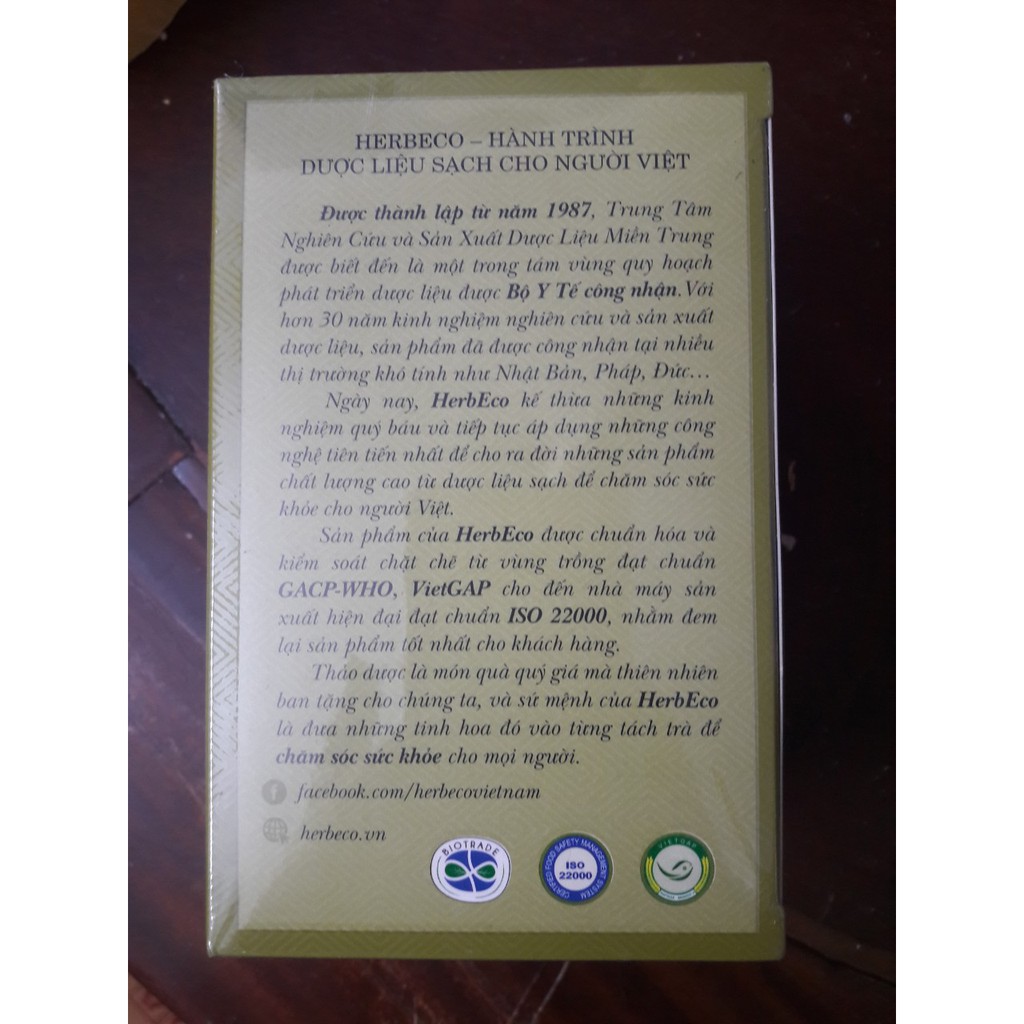 HERBECO – HÀNH TRÌNH
DƯỢC LIỆU SẠCH CHO NGƯỜI VIỆT
Được thành lập từ năm 1987, Trung Tâm
Nghiên Cứu và Sản Xuất Dược Liệu Miền Trung
được biết đến là một trong tám vùng quy hoạch
phát triển dược liệu được Bộ Y Tế công nhận.Với
hơn 30 năm kinh nghiệm nghiên cứu và sản xuất
dược liệu, sản phẩm đã được công nhận tại nhiều
thị trường khó tính như Nhật Bản, Pháp, Đức...
Ngày nay, HerbEco kế thừa những kinh
nghiệm quý báu và tiếp tục áp dụng những công
nghệ tiên tiến nhất để cho ra đời những sản phẩm
chất lượng cao từ dược liệu sạch để chăm sóc sức
khỏe cho người Việt.
Sản phẩm của HerbEco được chuẩn hóa và
kiểm soát chặt chẽ từ vùng trồng đạt chuẩn
GACP-WHO, VietGAP cho đến nhà máy sản
xuất hiện đại đạt chuẩn ISO 22000, nhằm đem
lại sản phẩm tốt nhất cho khách hàng.
Thảo dược là món quà quý giá mà thiên nhiên
ban tặng cho chúng ta, và sứ mệnh của HerbEco
là đưa những tinh hoa đó vào từng tách trà để
chăm sóc sức khỏe cho mọi người.
facebook.com/herbecovietnam
herbeco.vn
BIOTRADE
CERTIFIED FOOD SAFETY MANAGEMENT SYSTEM
ISO
22000
VIETGAP